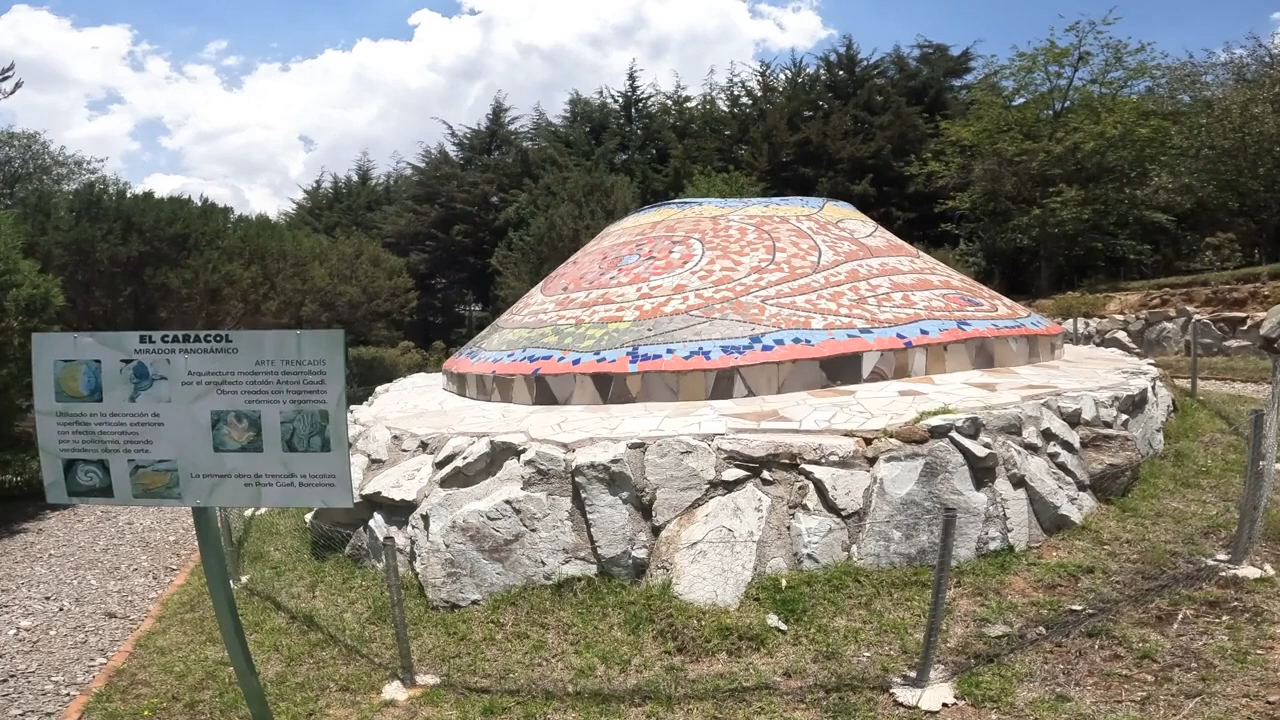 EL CARACOL
MIRADOR PANORÁMICO
ARTE TRENCADÍS
Arquitectura modernista desarrollada
por el arquitecto catalán Antoni Gaudí.
Obras creadas con fragmentos
cerámicos y argamasa.
Utilizado en la decoración de
superficies verticales exteriores
con efectos decorativos
por su policromía, creando
verdaderas obras de arte.
La primera obra de trencadís se localiza
en Park Güell, Barcelona.